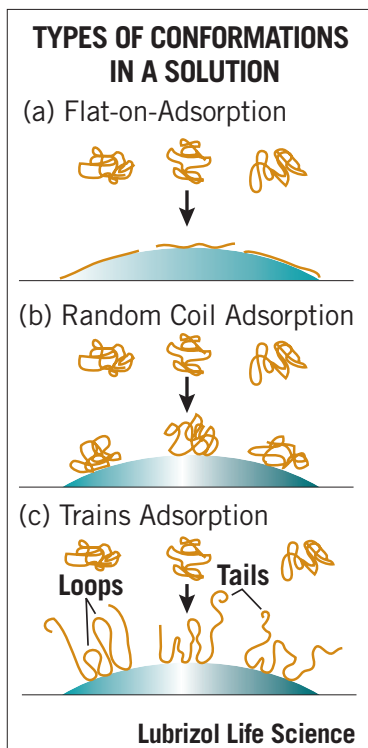 TYPES OF CONFORMATIONS
IN A SOLUTION
(a) Flat-on-Adsorption
(b) Random Coil Adsorption
(c) Trains Adsorption
Loops
Tails
Lubrizol Life Science